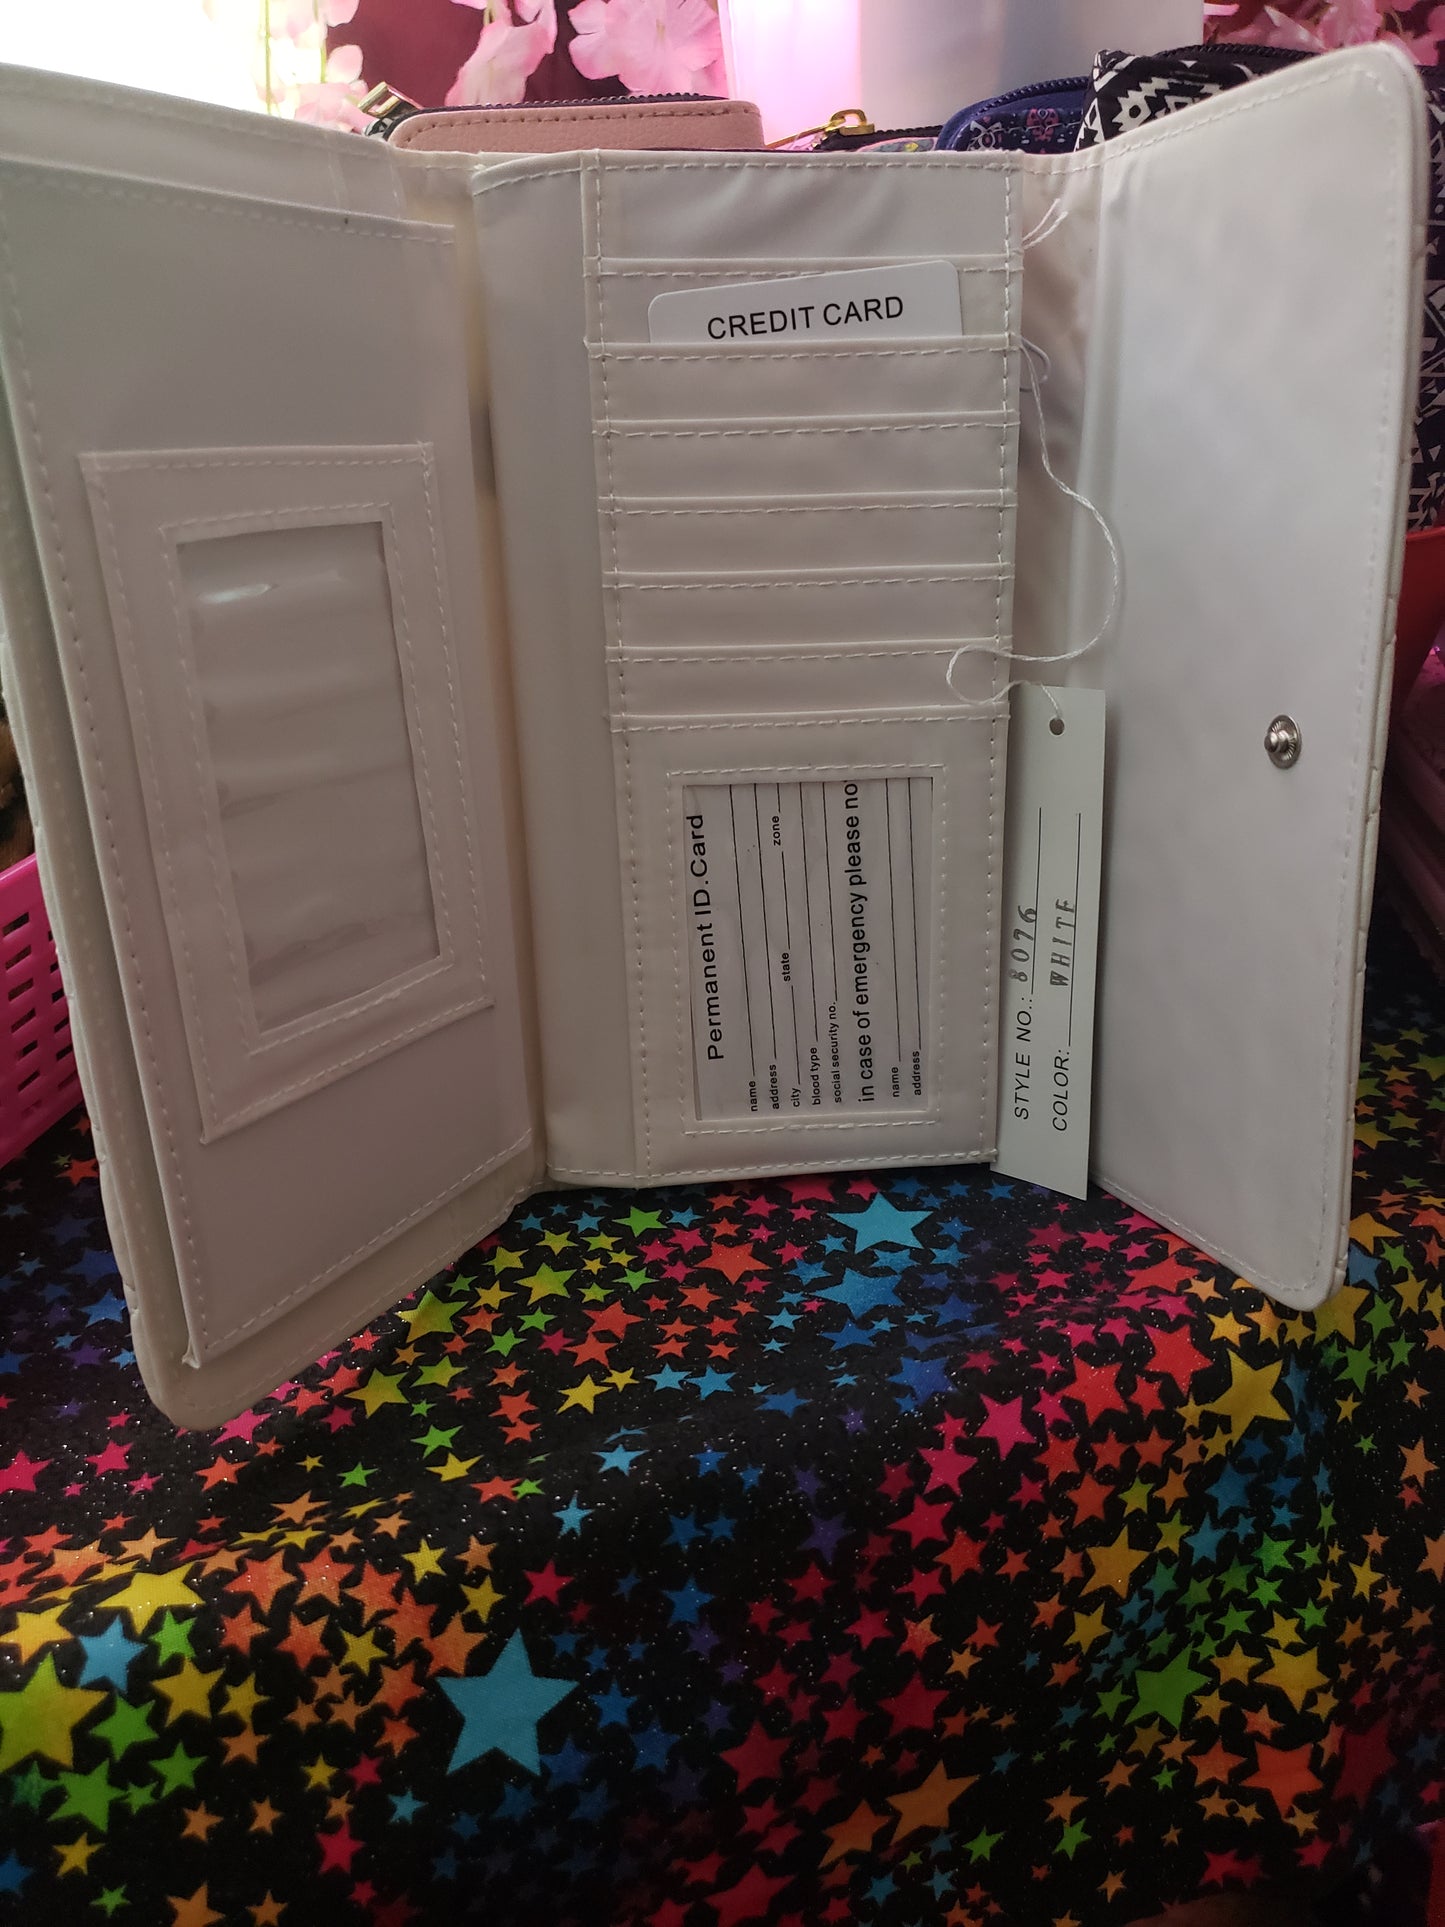 CREDIT CARD
Permanent ID.Card
name
address
zone
city
state
blood type
social security no.
in case of emergency please no
name
address
STYLE NO.: 8076
COLOR: WHITE